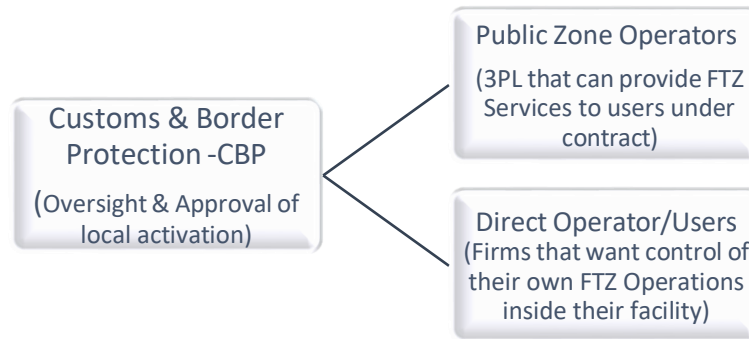 Customs & Border
Protection -CBP
(Oversight & Approval of
local activation)
Public Zone Operators
(3PL that can provide FTZ
Services to users under
contract)
Direct Operator/Users
(Firms that want control of
their own FTZ Operations
inside their facility)